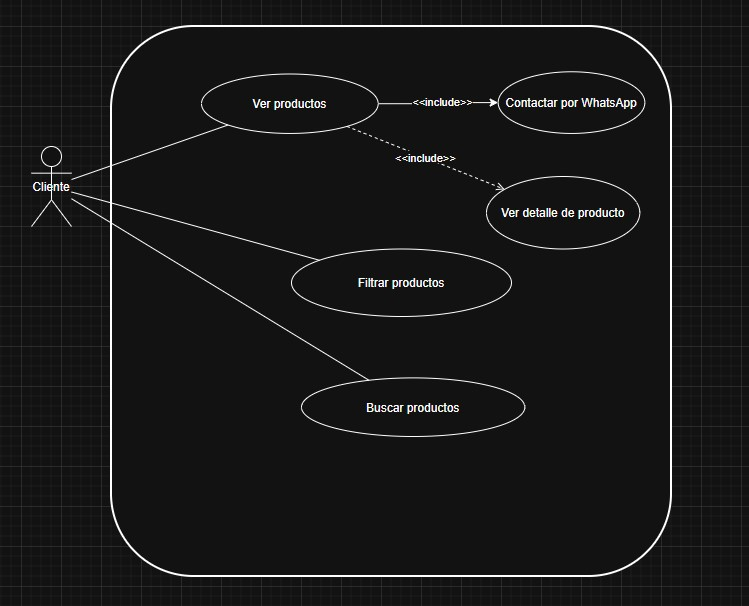 Ver productos
<<include>>
Contactar por WhatsApp
<<include>>
Cliente
Ver detalle de producto
Filtrar productos
Buscar productos